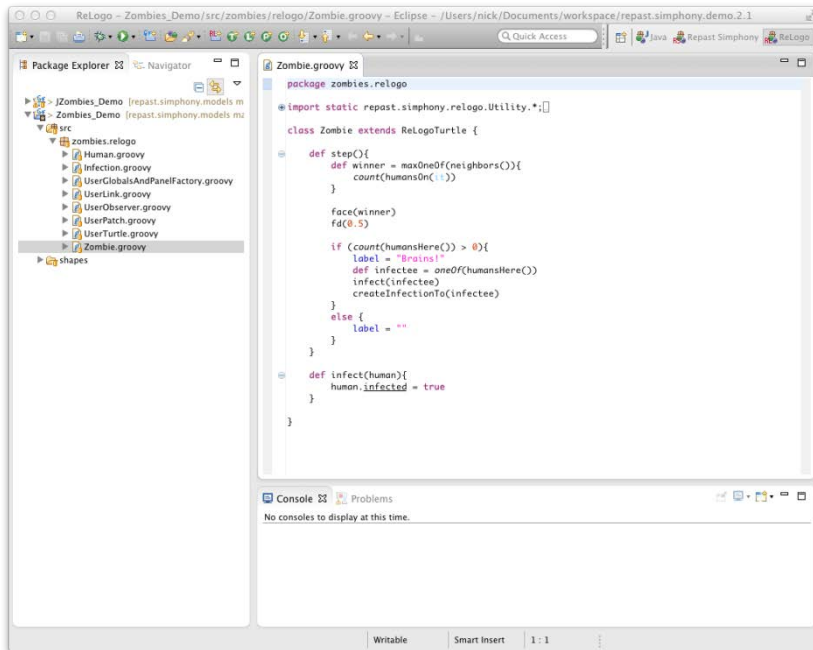 ReLogo - Zombies_Demo/src/zombies/relogo/Zombie.groovy - Eclipse - /Users/nick/Documents/workspace/repast.simphony.demo.2.1
Quick Access
Java
Repast Simphony
ReLogo
Package Explorer
Navigator
JZombies_Demo [repast.simphony.models m
Zombies_Demo [repast.simphony.models ma
src
zombies.relogo
Human.groovy
Infection.groovy
UserGlobalsAndPanelFactory.groovy
UserLink.groovy
UserObserver.groovy
UserPatch.groovy
UserTurtle.groovy
Zombie.groovy
shapes
Zombie.groovy
package zombies.relogo
import static repast.simphony.relogo.Utility.*;
class Zombie extends ReLogoTurtle {
def step(){
def winner = maxOneOf(neighbors()){
count(humansOn(it))
}
face(winner)
fd(0.5)
if (count(humansHere()) > 0){
label = "Brains!"
def infectee = oneOf(humansHere())
infect(infectee)
createInfectionTo(infectee)
}
else {
label = ""
}
}
def infect(human){
human.infected = true
}
}
Console
Problems
No consoles to display at this time.
Writable
Smart Insert
1 : 1